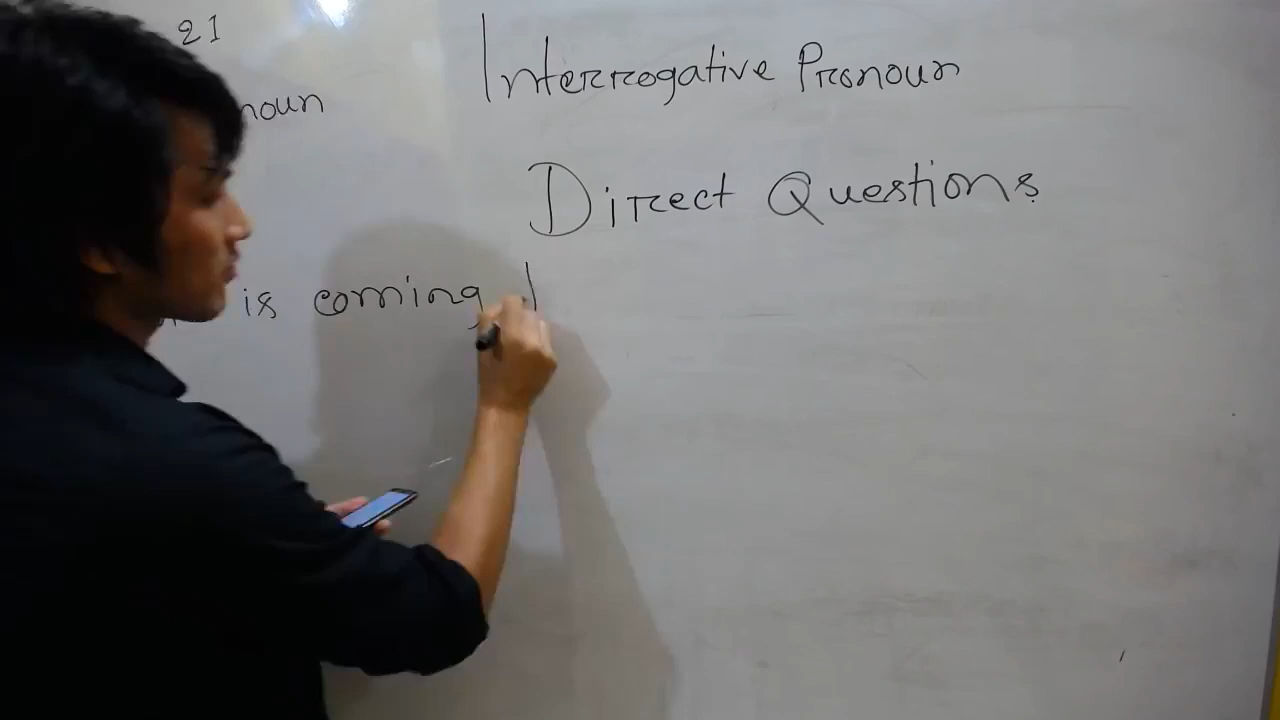 21
noun
Interrogative Pronoun
Direct Questions
is coming